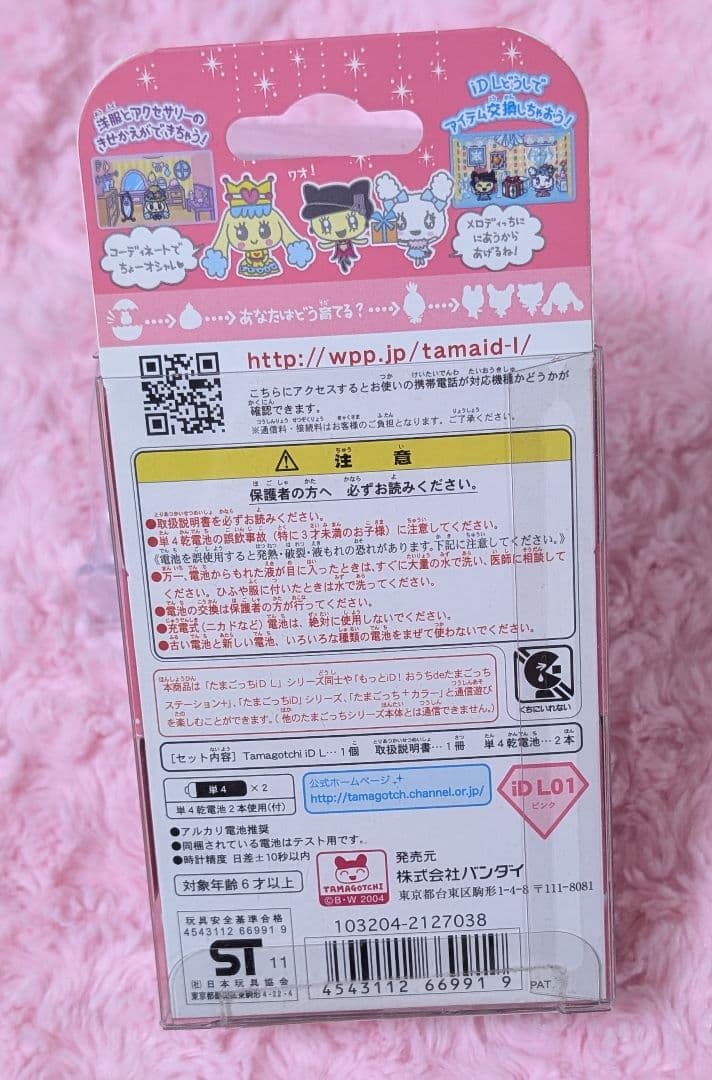 洋服とアクセサリーの
きせかえができちゃう!
iD Lどうしで
アイテム交換しちゃおう!
ワオ!
コーディネートで
ちょーオシャレ♥
メロディっちに
にあうから
あげるね!
あなたはどう育てる?
http://wpp.jp/tamaid-l/
こちらにアクセスするとお使いの携帯電話が対応機種かどうかが
確認できます。
※通信料・接続料はお客様のご負担となります。ご了承ください。
⚠ 注意
保護者の方へ 必ずお読みください。
●取扱説明書を必ずお読みください。
●単4乾電池の誤飲事故(特に3才未満のお子様)に注意してください。
《電池を誤使用すると発熱・破裂・液もれの恐れがあります。下記に注意してください。》
●万一、電池からもれた液が目に入ったときは、すぐに大量の水で洗い、医師に相談して
ください。ひふや服に付いたときは水で洗ってください。
●電池の交換は保護者の方が行ってください。
●充電式(ニカドなど)電池は、絶対に使用しないでください。
●古い電池と新しい電池、いろいろな種類の電池をまぜて使わないでください。
本商品は「たまごっちiD L」シリーズ同士や「もっとiD!おうちdeたまごっち
ステーション+」、「たまごっちiD」シリーズ、「たまごっち+カラー」と通信遊び
を楽しむことができます。(他のたまごっちシリーズ本体とは通信できません。)
くちにいれない
[セット内容] Tamagotchi iD L…1個 取扱説明書…1冊 単4乾電池…2本
単4 ×2
単4乾電池2本使用(付)
公式ホームページ
http://tamagotch.channel.or.jp/
iD L01
ピンク
●アルカリ電池推奨
●同梱されている電池はテスト用です。
●時計精度 日差±10秒以内
対象年齢6才以上
TAMAGOTCHI
©B・W 2004
発売元
株式会社バンダイ
東京都台東区駒形1-4-8 〒111-8081
玩具安全基準合格
4543112 66991 9
ST 11
(社)日本玩具協会
東京都墨田区東駒形4-22-4
103204-2127038
4543112 66991 9
PAT.